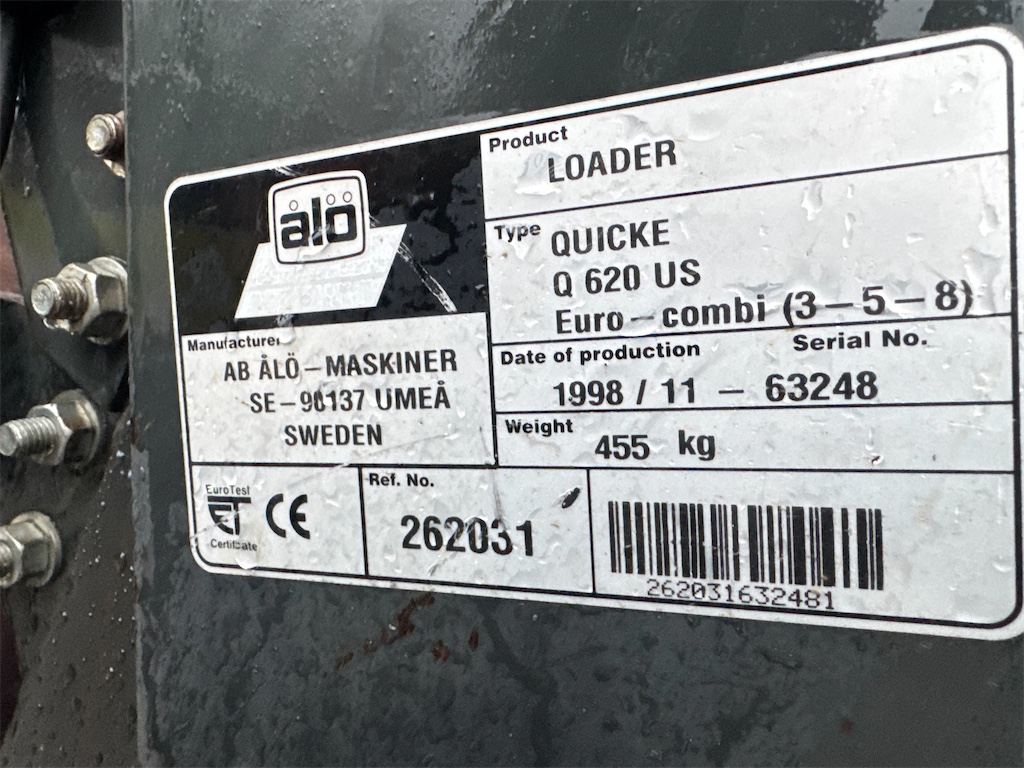 ålö
Product
LOADER
Type
QUICKE
Q 620 US
Euro-combi (3-5-8)
Manufacturer
AB ÅLÖ-MASKINER
SE-90137 UMEÅ
SWEDEN
Date of production
Serial No.
1998 / 11 - 63248
Weight
455 kg
EuroTest
ET
Certificate
CE
Ref. No.
262031
262031632481